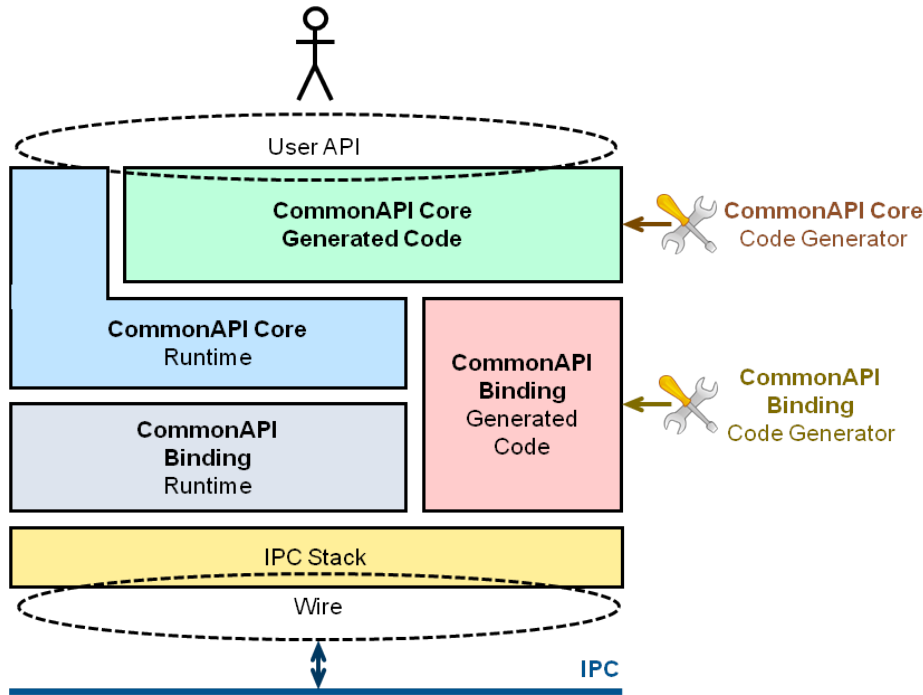 User API
CommonAPI Core
Generated Code
CommonAPI Core
Code Generator
CommonAPI Core
Runtime
CommonAPI
Binding
Generated
Code
CommonAPI
Binding
Code Generator
CommonAPI
Binding
Runtime
IPC Stack
Wire
IPC